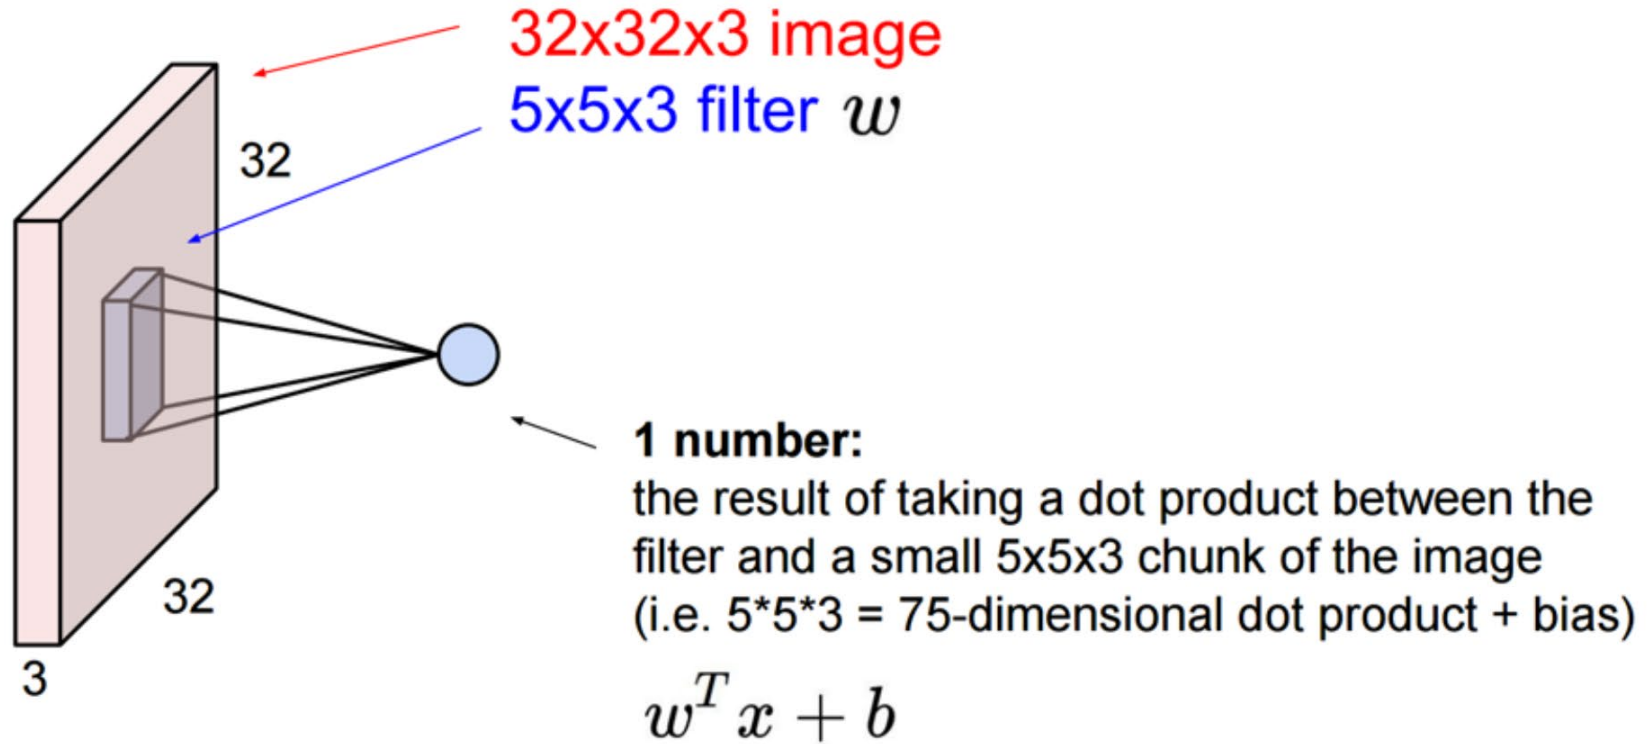 32x32x3 image
5x5x3 filter w
32
32
3
1 number:
the result of taking a dot product between the
filter and a small 5x5x3 chunk of the image
(i.e. 5*5*3 = 75-dimensional dot product + bias)
w^T x + b